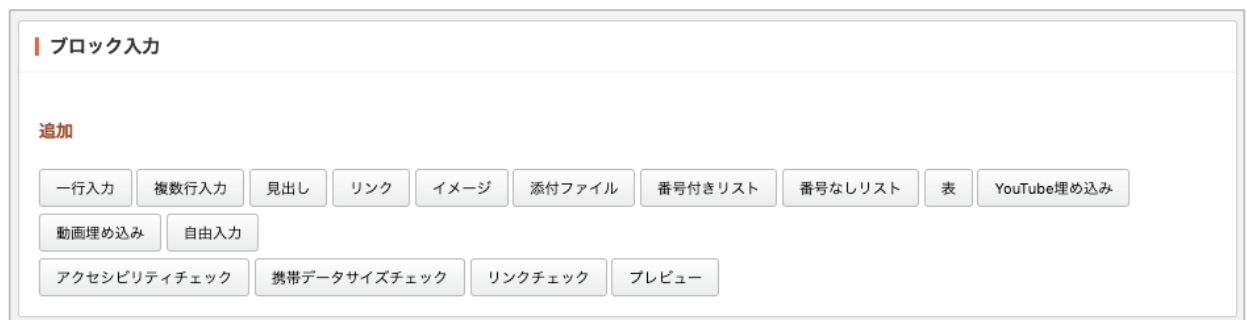 ブロック入力
追加
一行入力 複数行入力 見出し リンク イメージ 添付ファイル 番号付きリスト 番号なしリスト 表 YouTube埋め込み
動画埋め込み 自由入力
アクセシビリティチェック 携帯データサイズチェック リンクチェック プレビュー